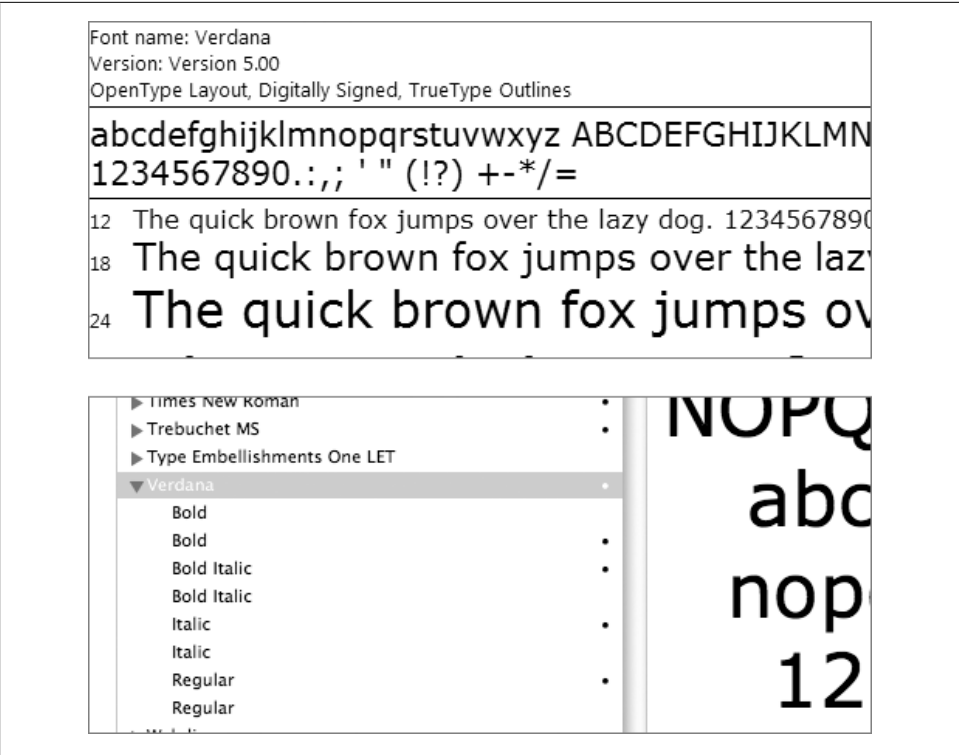 Font name: Verdana
Version: Version 5.00
OpenType Layout, Digitally Signed, TrueType Outlines
abcdefghijklmnopqrstuvwxyz ABCDEFGHIJKLMN
1234567890.:,; ' " (!?) +-*/=
12 The quick brown fox jumps over the lazy dog. 1234567890
18 The quick brown fox jumps over the lazy
24 The quick brown fox jumps ov
Times New Roman
Trebuchet MS
Type Embellishments One LET
Verdana
Bold
Bold
Bold Italic
Bold Italic
Italic
Italic
Regular
Regular
NOPQ
abc
nop
12